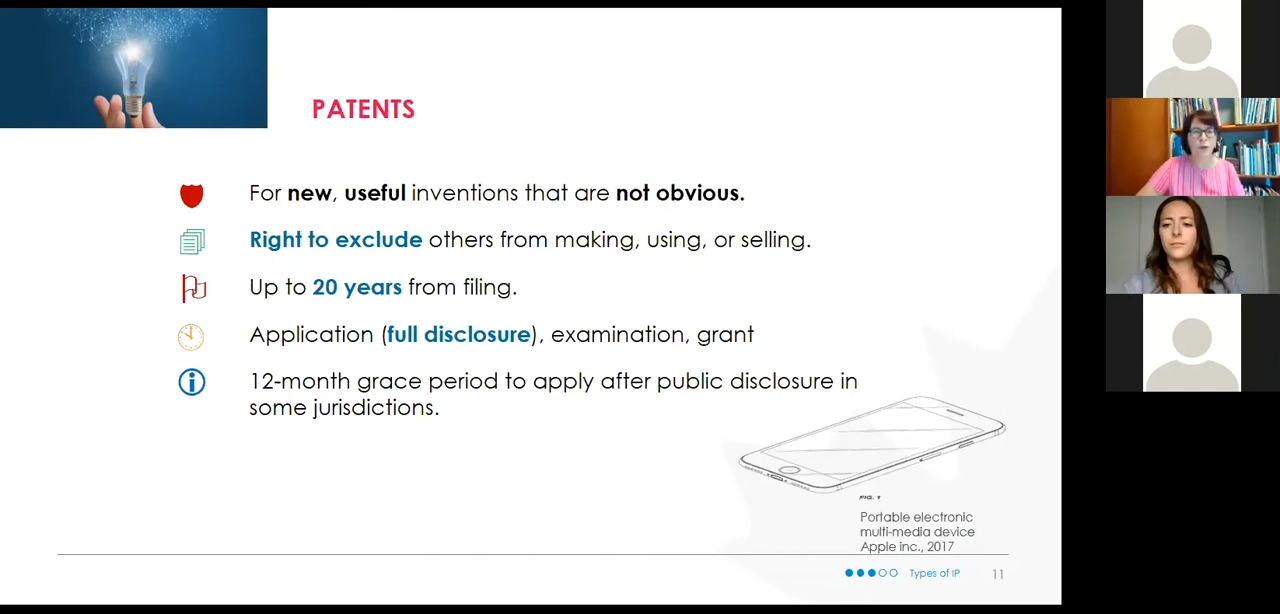 PATENTS
For new, useful inventions that are not obvious.
Right to exclude others from making, using, or selling.
Up to 20 years from filing.
Application (full disclosure), examination, grant
12-month grace period to apply after public disclosure in
some jurisdictions.
FIG. 1
Portable electronic
multi-media device
Apple inc., 2017
Types of IP
11